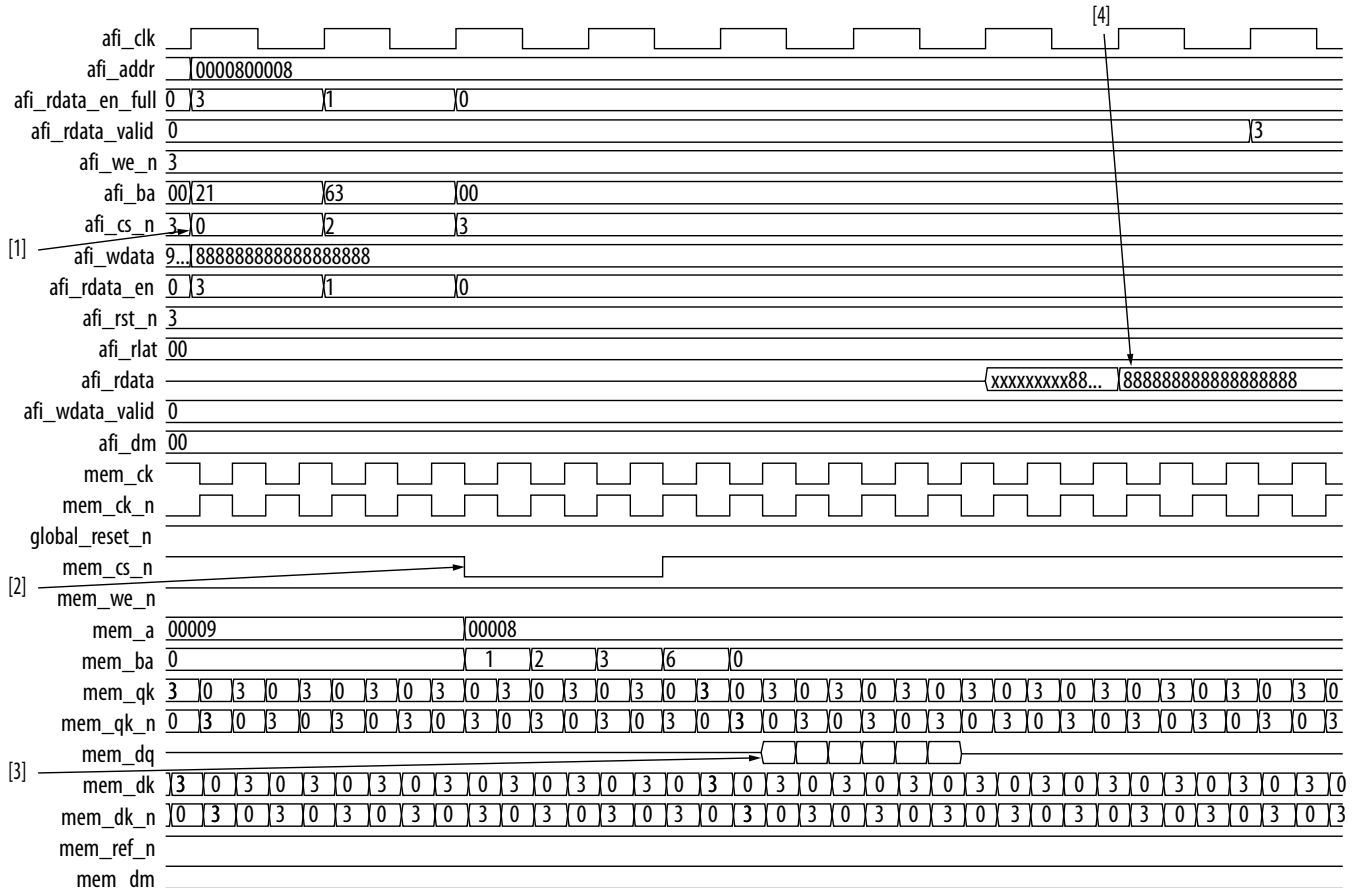 [4]
afi_clk
afi_addr 0000800008
afi_rdata_en_full 0 3 1 0
afi_rdata_valid 0 3
afi_we_n 3
afi_ba 00 21 63 00
afi_cs_n 3 0 2 3
[1]
afi_wdata 9... 888888888888888888
afi_rdata_en 0 3 1 0
afi_rst_n 3
afi_rlat 00
afi_rdata xxxxxxxxx88... 888888888888888888
afi_wdata_valid 0
afi_dm 00
mem_ck
mem_ck_n
global_reset_n
mem_cs_n
[2]
mem_we_n
mem_a 00009 00008
mem_ba 0 1 2 3 6 0
mem_qk 3 0 3 0 3 0 3 0 3 0 3 0 3 0 3 0 3 0 3 0 3 0 3 0 3 0 3 0 3 0 3 0 3 0 3 0
mem_qk_n 0 3 0 3 0 3 0 3 0 3 0 3 0 3 0 3 0 3 0 3 0 3 0 3 0 3 0 3 0 3 0 3 0 3 0 3
mem_dq
[3]
mem_dk 3 0 3 0 3 0 3 0 3 0 3 0 3 0 3 0 3 0 3 0 3 0 3 0 3 0 3 0 3 0 3 0 3 0 3 0
mem_dk_n 0 3 0 3 0 3 0 3 0 3 0 3 0 3 0 3 0 3 0 3 0 3 0 3 0 3 0 3 0 3 0 3 0 3 0 3
mem_ref_n
mem_dm